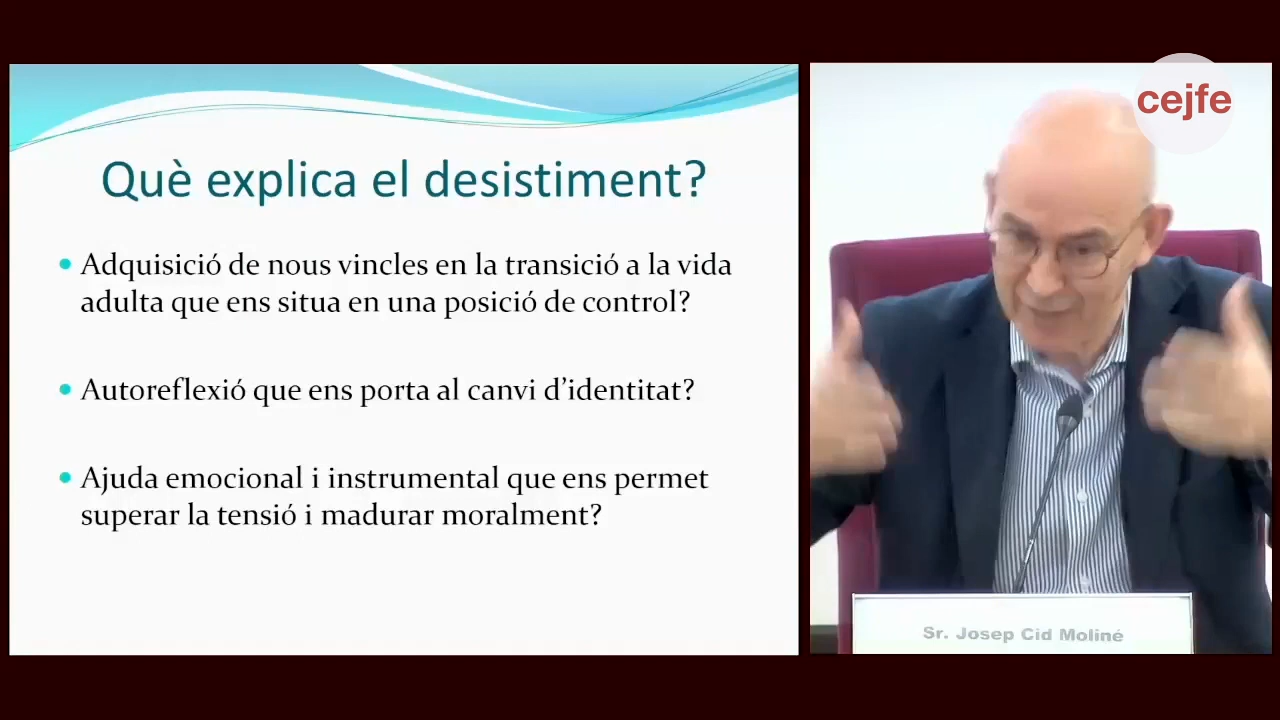 Què explica el desistiment?
Adquisició de nous vincles en la transició a la vida
adulta que ens situa en una posició de control?
Autoreflexió que ens porta al canvi d’identitat?
Ajuda emocional i instrumental que ens permet
superar la tensió i madurar moralment?
cejfe
Sr. Josep Cid Moliné